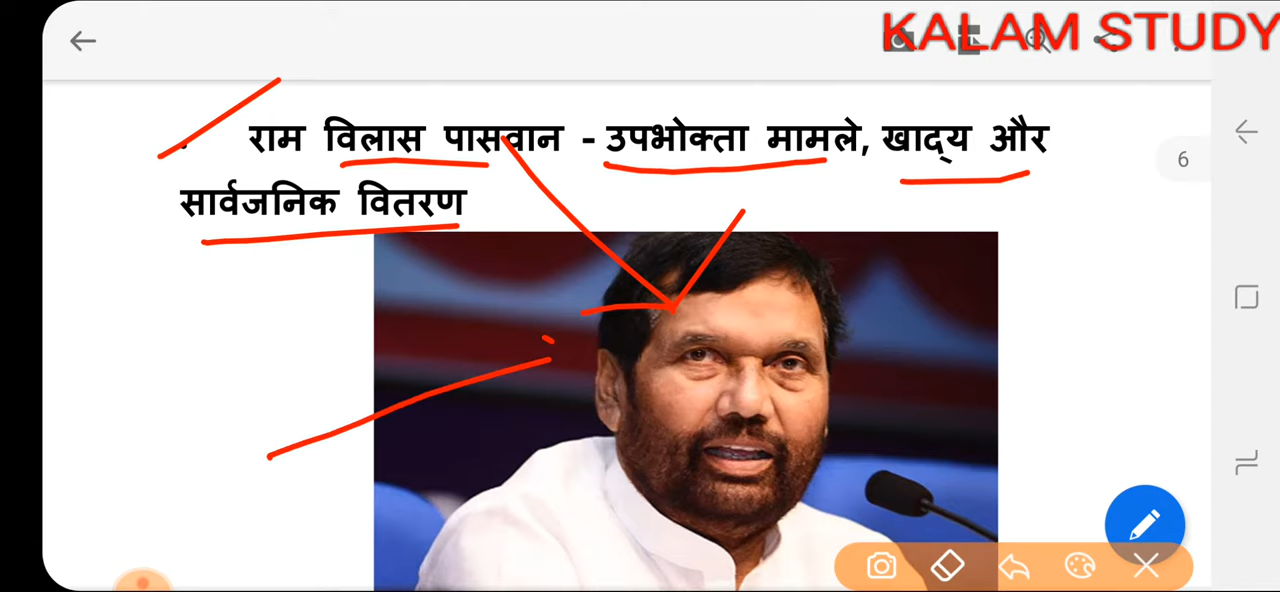 KALAM STUDY
राम विलास पासवान - उपभोक्ता मामले, खाद्य और
सार्वजनिक वितरण
6